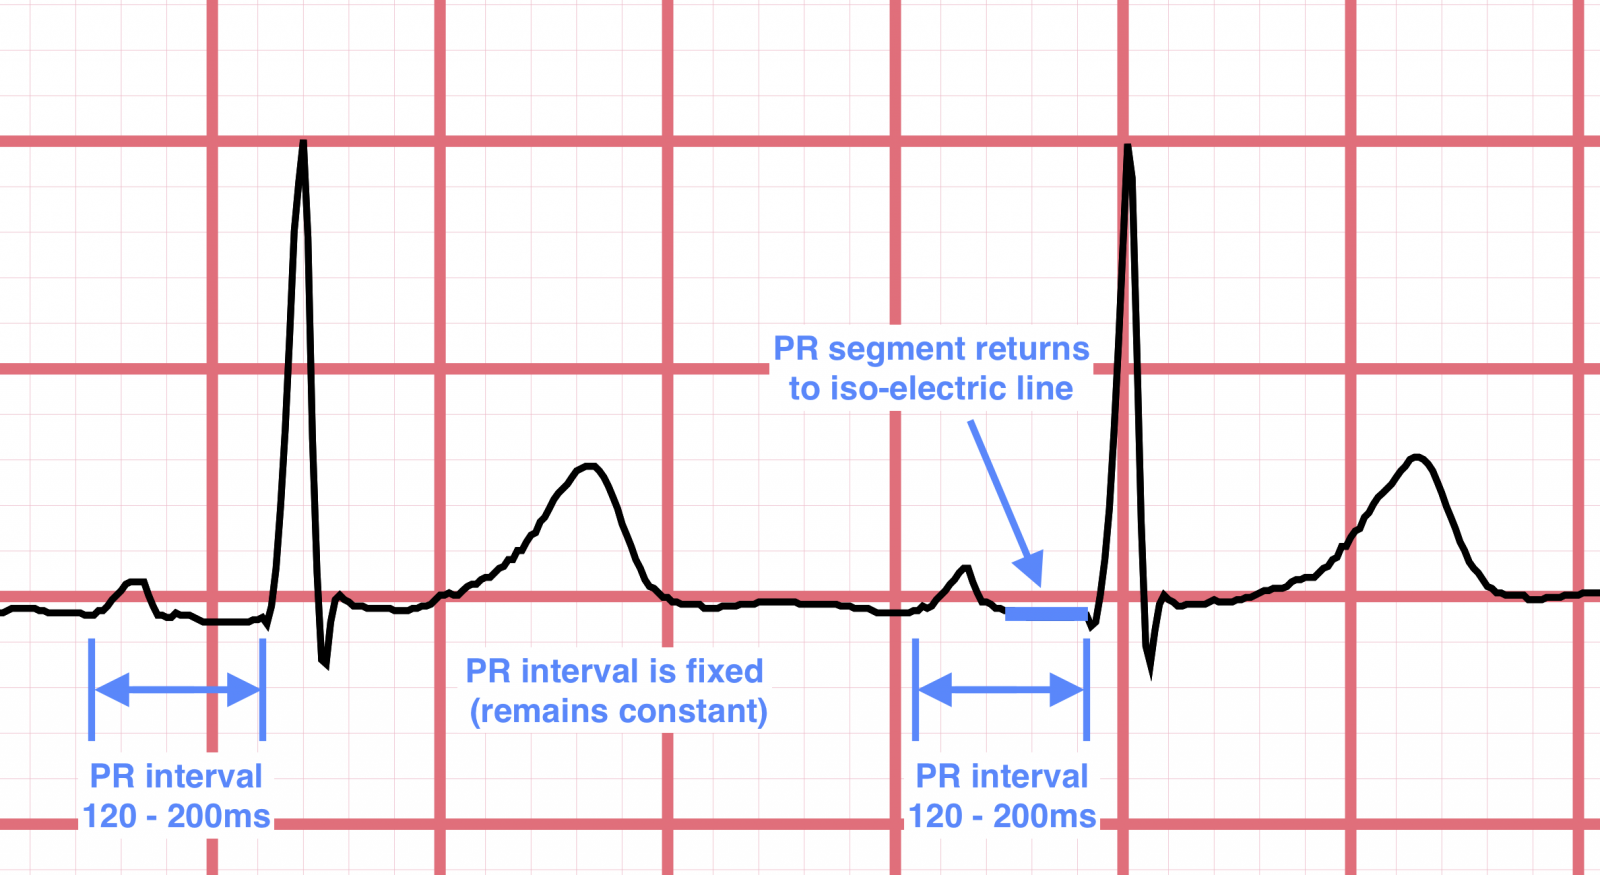 PR segment returns
to iso-electric line
PR interval is fixed
(remains constant)
PR interval
120 - 200ms
PR interval
120 - 200ms